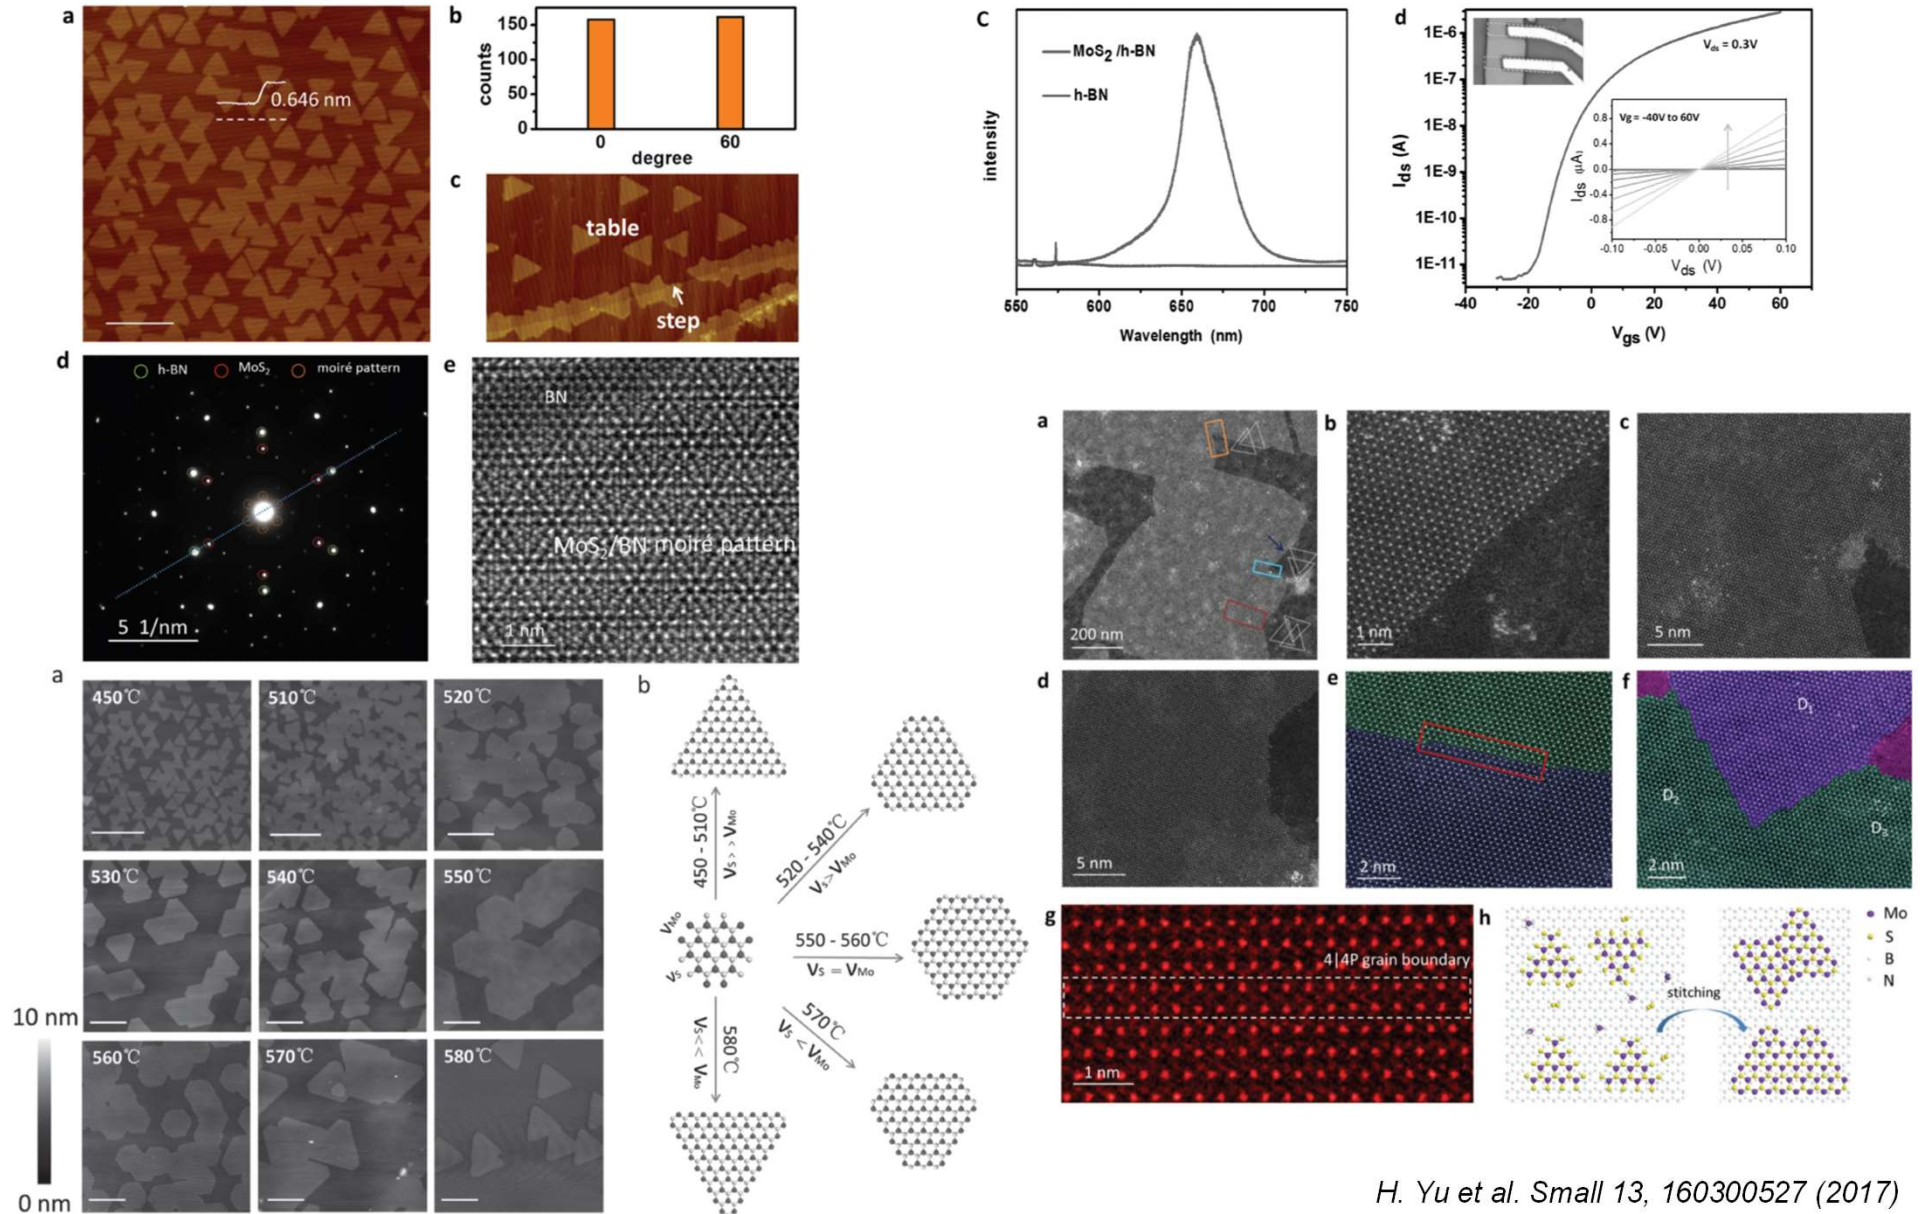 a
0.646 nm
b
counts
150
100
50
0
0
60
degree
c
table
step
d
h-BN
MoS2
moiré pattern
5 1/nm
e
BN
MoS2/BN moiré pattern
1 nm
C
MoS2 /h-BN
h-BN
intensity
550
600
650
700
750
Wavelength (nm)
d
Vds = 0.3V
1E-6
1E-7
1E-8
1E-9
1E-10
1E-11
Ids (A)
Vg = -40V to 60V
0.8
0.4
0.0
-0.4
-0.8
Ids (μA)
-0.10
-0.05
0.00
0.05
0.10
Vds (V)
-40
-20
0
20
40
60
Vgs (V)
a
450℃
510℃
520℃
530℃
540℃
550℃
560℃
570℃
580℃
10 nm
0 nm
b
450 - 510℃
VS> > VMo
520 - 540℃
VS> VMo
VMo
VS
550 - 560℃
VS = VMo
570℃
VS < VMo
580℃
VS<< VMo
a
200 nm
b
1 nm
c
5 nm
d
5 nm
e
2 nm
f
D1
D2
D3
2 nm
g
4|4P grain boundary
1 nm
h
stitching
Mo
S
B
N
H. Yu et al. Small 13, 160300527 (2017)